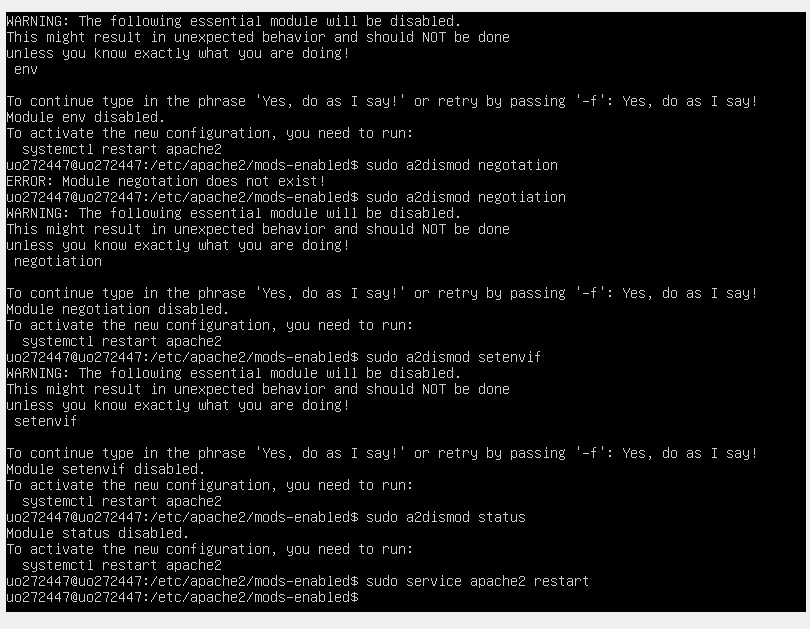 WARNING: The following essential module will be disabled.
This might result in unexpected behavior and should NOT be done
unless you know exactly what you are doing!
 env

To continue type in the phrase 'Yes, do as I say!' or retry by passing '-f': Yes, do as I say!
Module env disabled.
To activate the new configuration, you need to run:
  systemctl restart apache2
uo272447@uo272447:/etc/apache2/mods-enabled$ sudo a2dismod negotation
ERROR: Module negotation does not exist!
uo272447@uo272447:/etc/apache2/mods-enabled$ sudo a2dismod negotiation
WARNING: The following essential module will be disabled.
This might result in unexpected behavior and should NOT be done
unless you know exactly what you are doing!
 negotiation

To continue type in the phrase 'Yes, do as I say!' or retry by passing '-f': Yes, do as I say!
Module negotiation disabled.
To activate the new configuration, you need to run:
  systemctl restart apache2
uo272447@uo272447:/etc/apache2/mods-enabled$ sudo a2dismod setenvif
WARNING: The following essential module will be disabled.
This might result in unexpected behavior and should NOT be done
unless you know exactly what you are doing!
 setenvif

To continue type in the phrase 'Yes, do as I say!' or retry by passing '-f': Yes, do as I say!
Module setenvif disabled.
To activate the new configuration, you need to run:
  systemctl restart apache2
uo272447@uo272447:/etc/apache2/mods-enabled$ sudo a2dismod status
Module status disabled.
To activate the new configuration, you need to run:
  systemctl restart apache2
uo272447@uo272447:/etc/apache2/mods-enabled$ sudo service apache2 restart
uo272447@uo272447:/etc/apache2/mods-enabled$